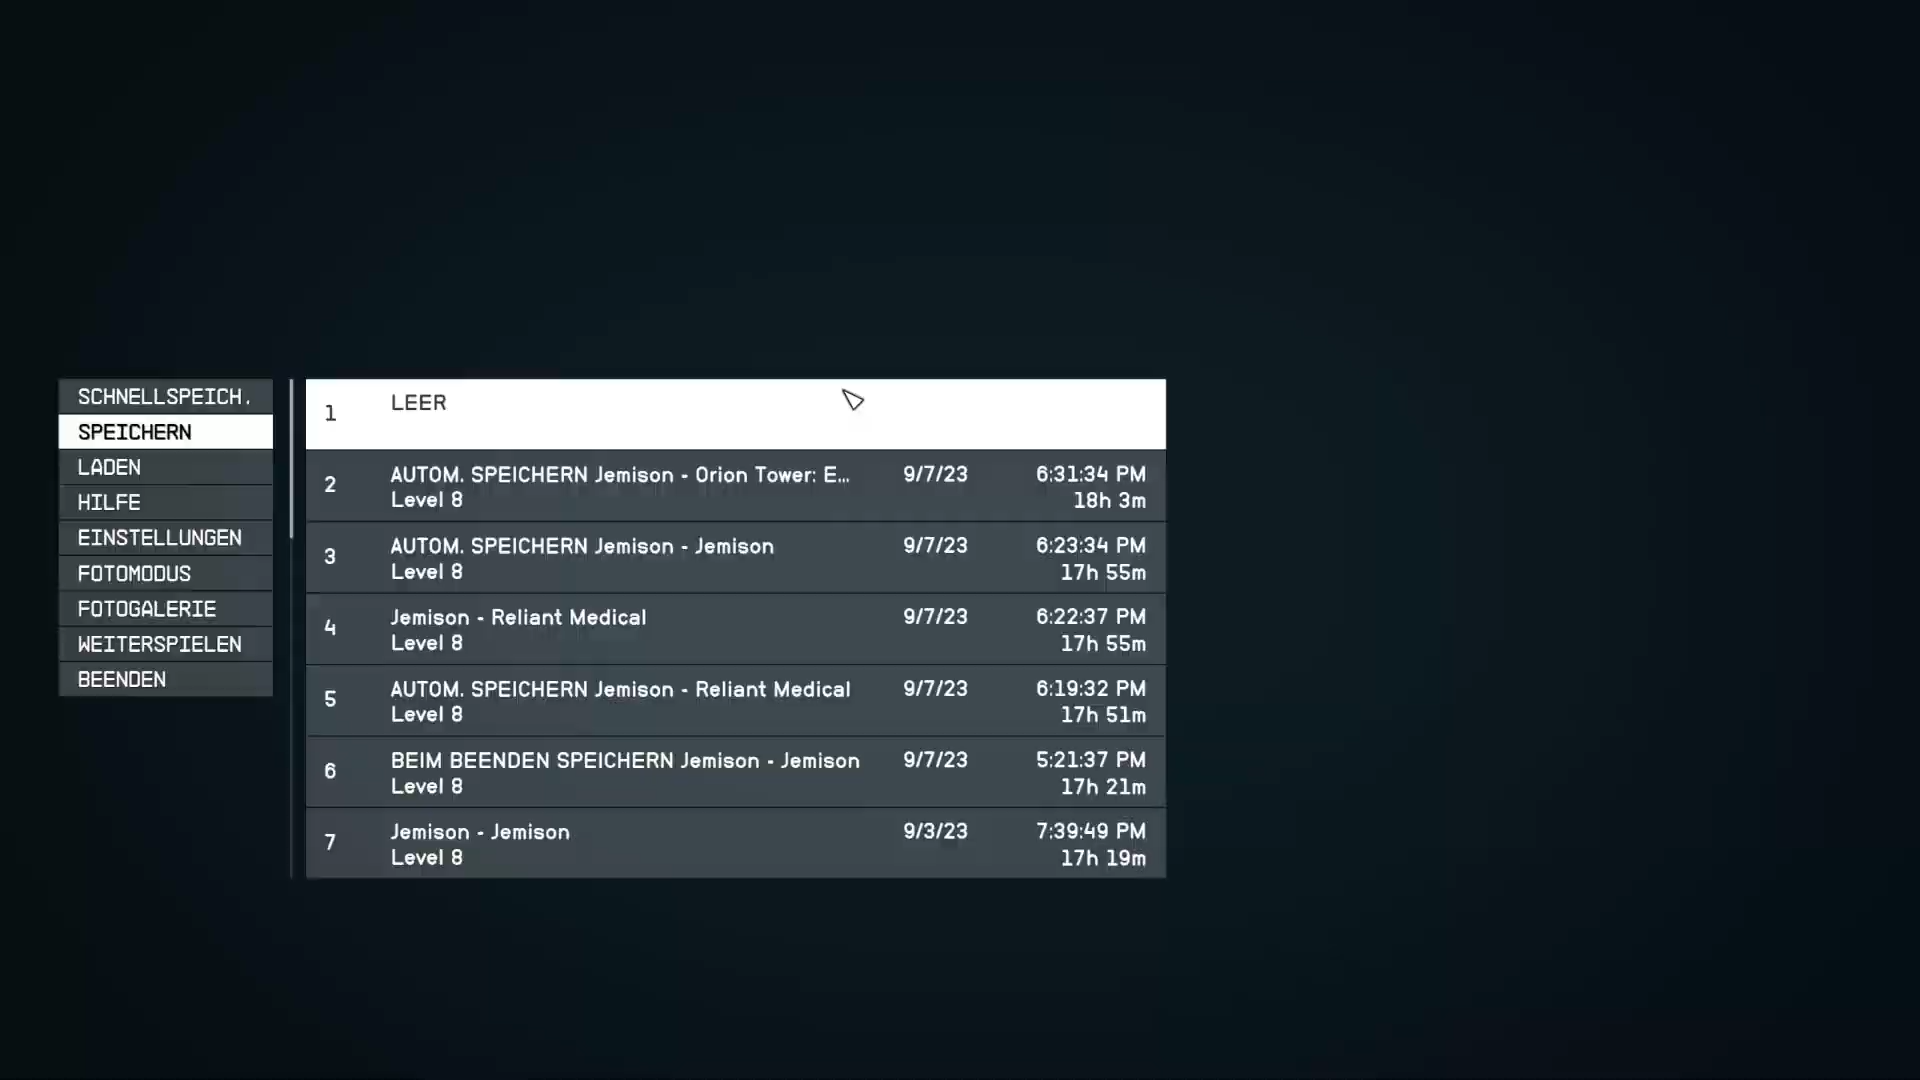 SCHNELLSPEICH.
SPEICHERN
LADEN
HILFE
EINSTELLUNGEN
FOTOMODUS
FOTOGALERIE
WEITERSPIELEN
BEENDEN
1 LEER
2 AUTOM. SPEICHERN Jemison - Orion Tower: E... 9/7/23 6:31:34 PM
Level 8 18h 3m
3 AUTOM. SPEICHERN Jemison - Jemison 9/7/23 6:23:34 PM
Level 8 17h 55m
4 Jemison - Reliant Medical 9/7/23 6:22:37 PM
Level 8 17h 55m
5 AUTOM. SPEICHERN Jemison - Reliant Medical 9/7/23 6:19:32 PM
Level 8 17h 51m
6 BEIM BEENDEN SPEICHERN Jemison - Jemison 9/7/23 5:21:37 PM
Level 8 17h 21m
7 Jemison - Jemison 9/3/23 7:39:49 PM
Level 8 17h 19m